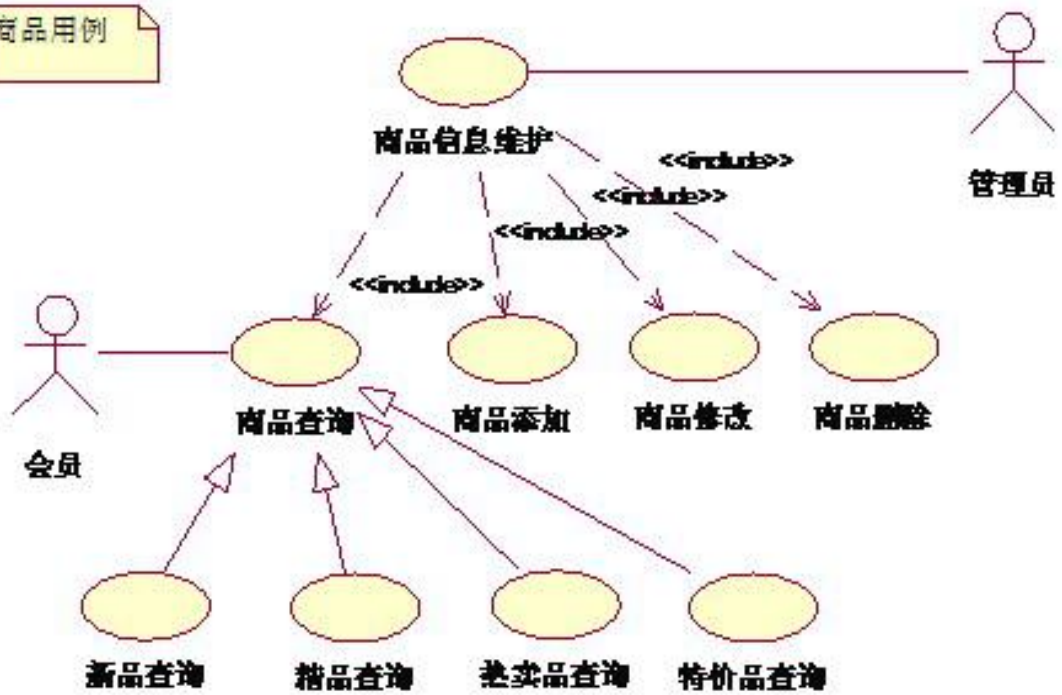 商品用例
商品信息维护
<<include>>
管理员
<<include>>
<<include>>
<<include>>
商品查询
商品添加
商品修改
商品删除
会员
新品查询
精品查询
热卖品查询
特价品查询